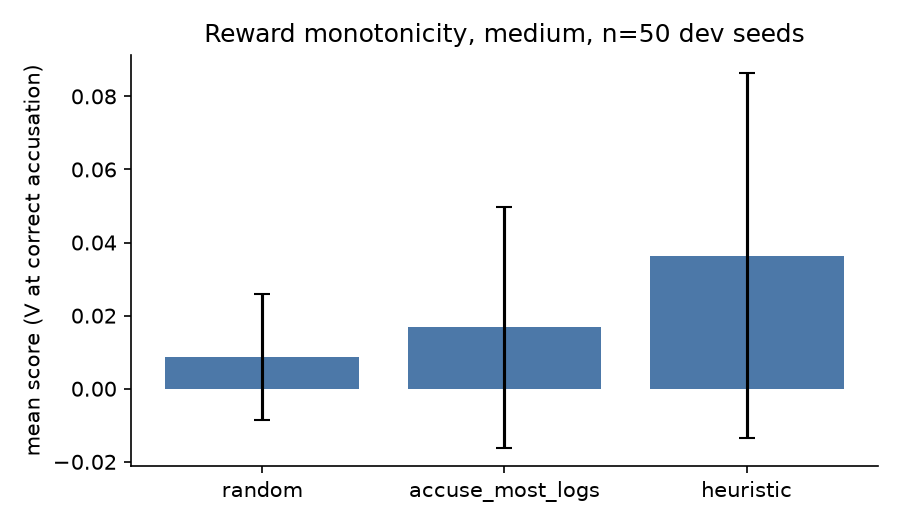 Reward monotonicity, medium, n=50 dev seeds
mean score (V at correct accusation)
0.08
0.06
0.04
0.02
0.00
−0.02
random
accuse_most_logs
heuristic